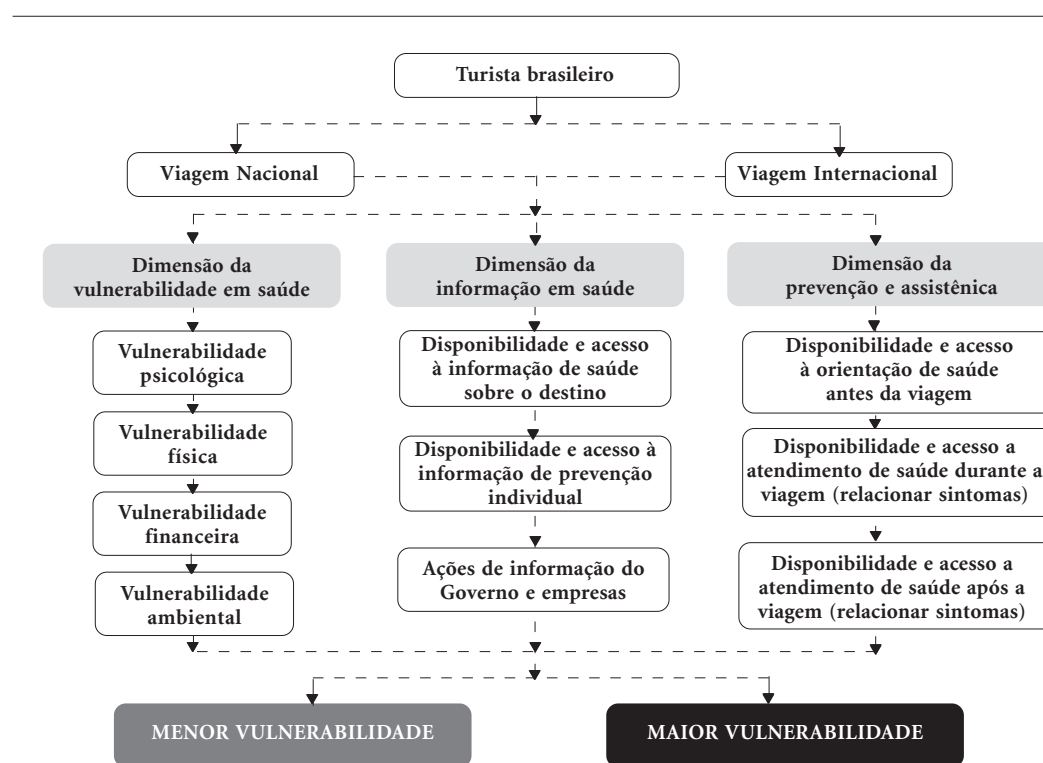 Turista brasileiro
Viagem Nacional
Viagem Internacional
Dimensão da
vulnerabilidade em saúde
Dimensão da
informação em saúde
Dimensão da
prevenção e assistênica
Vulnerabilidade
psicológica
Vulnerabilidade
física
Vulnerabilidade
financeira
Vulnerabilidade
ambiental
Disponibilidade e acesso
à informação de saúde
sobre o destino
Disponibilidade e acesso à
informação de prevenção
individual
Ações de informação do
Governo e empresas
Disponibilidade e acesso
à orientação de saúde
antes da viagem
Disponibilidade e acesso a
atendimento de saúde durante a
viagem (relacionar sintomas)
Disponibilidade e acesso a
atendimento de saúde após a
viagem (relacionar sintomas)
MENOR VULNERABILIDADE
MAIOR VULNERABILIDADE